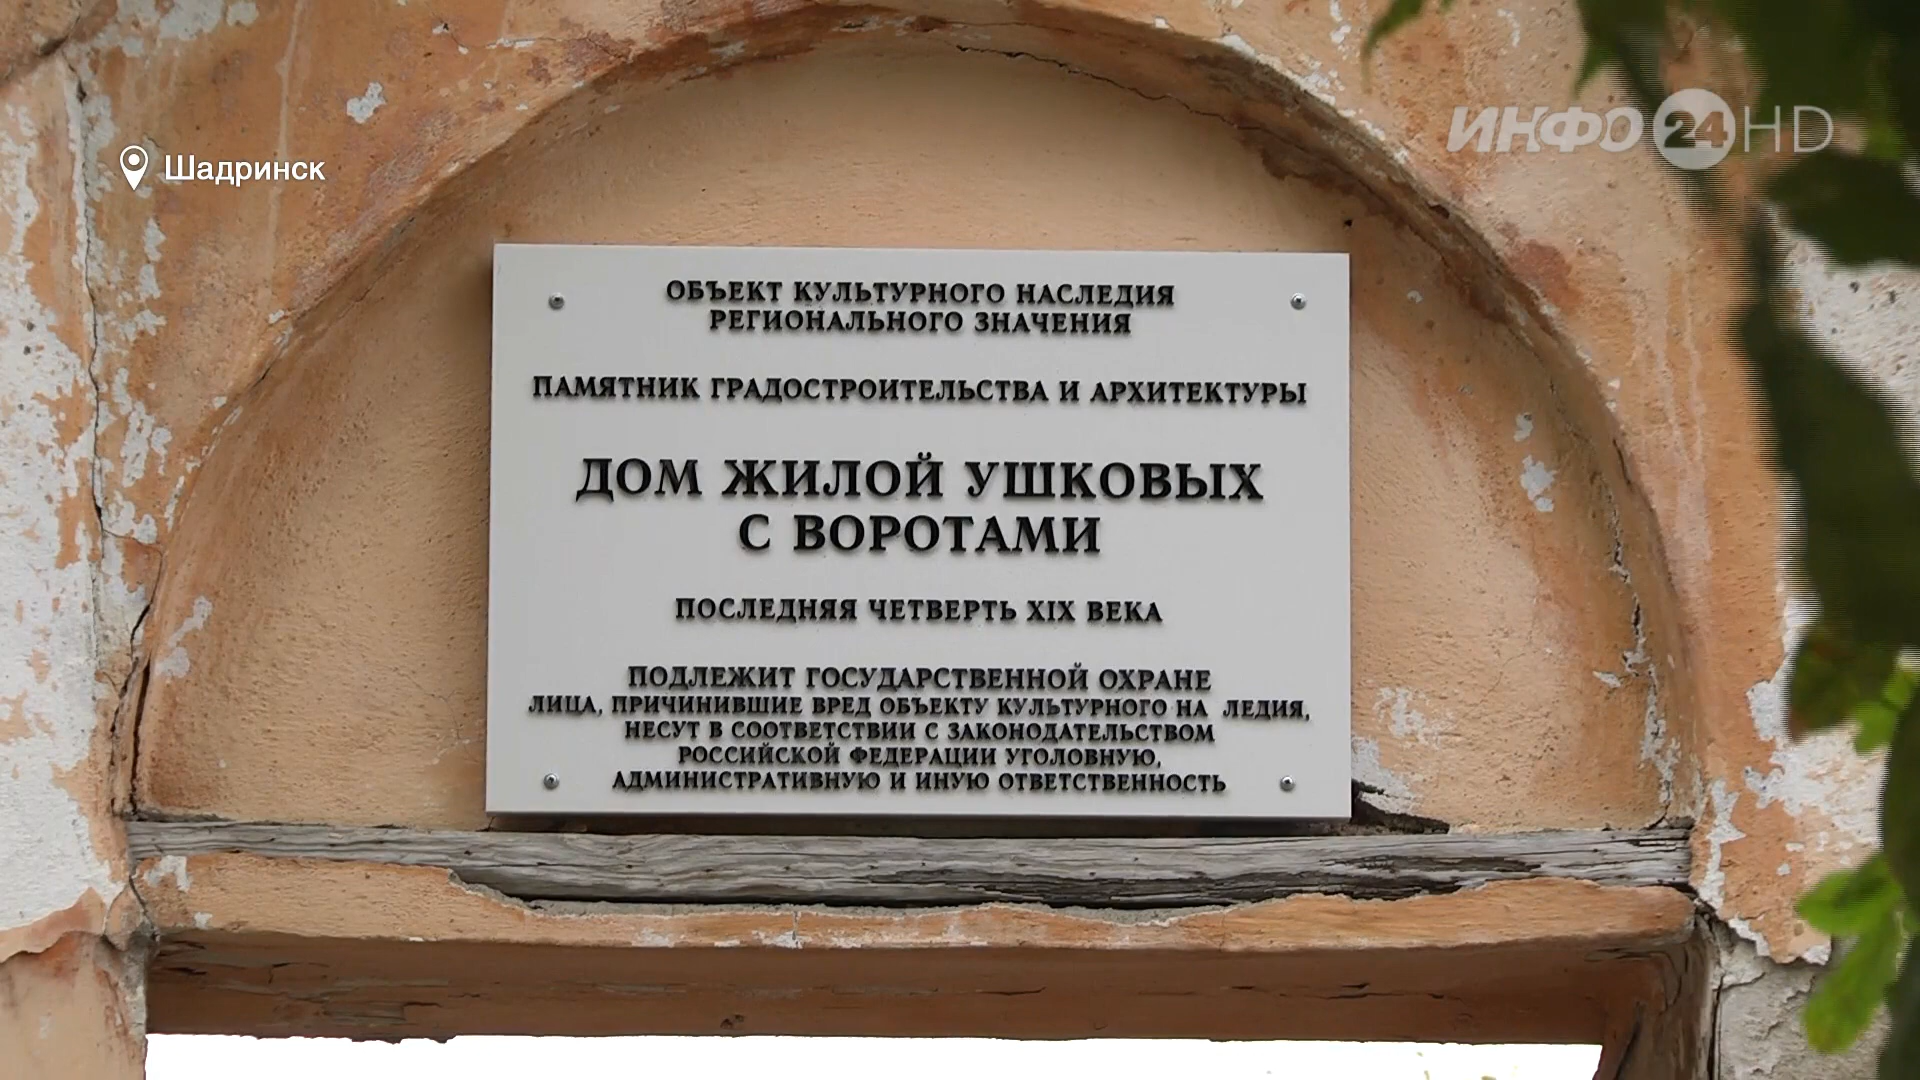 ИНФО 24 HD
Шадринск
ОБЪЕКТ КУЛЬТУРНОГО НАСЛЕДИЯ
РЕГИОНАЛЬНОГО ЗНАЧЕНИЯ
ПАМЯТНИК ГРАДОСТРОИТЕЛЬСТВА И АРХИТЕКТУРЫ
ДОМ ЖИЛОЙ УШКОВЫХ
С ВОРОТАМИ
ПОСЛЕДНЯЯ ЧЕТВЕРТЬ XIX ВЕКА
ПОДЛЕЖИТ ГОСУДАРСТВЕННОЙ ОХРАНЕ
ЛИЦА, ПРИЧИНИВШИЕ ВРЕД ОБЪЕКТУ КУЛЬТУРНОГО НА ЛЕДИЯ,
НЕСУТ В СООТВЕТСТВИИ С ЗАКОНОДАТЕЛЬСТВОМ
РОССИЙСКОЙ ФЕДЕРАЦИИ УГОЛОВНУЮ,
АДМИНИСТРАТИВНУЮ И ИНУЮ ОТВЕТСТВЕННОСТЬ